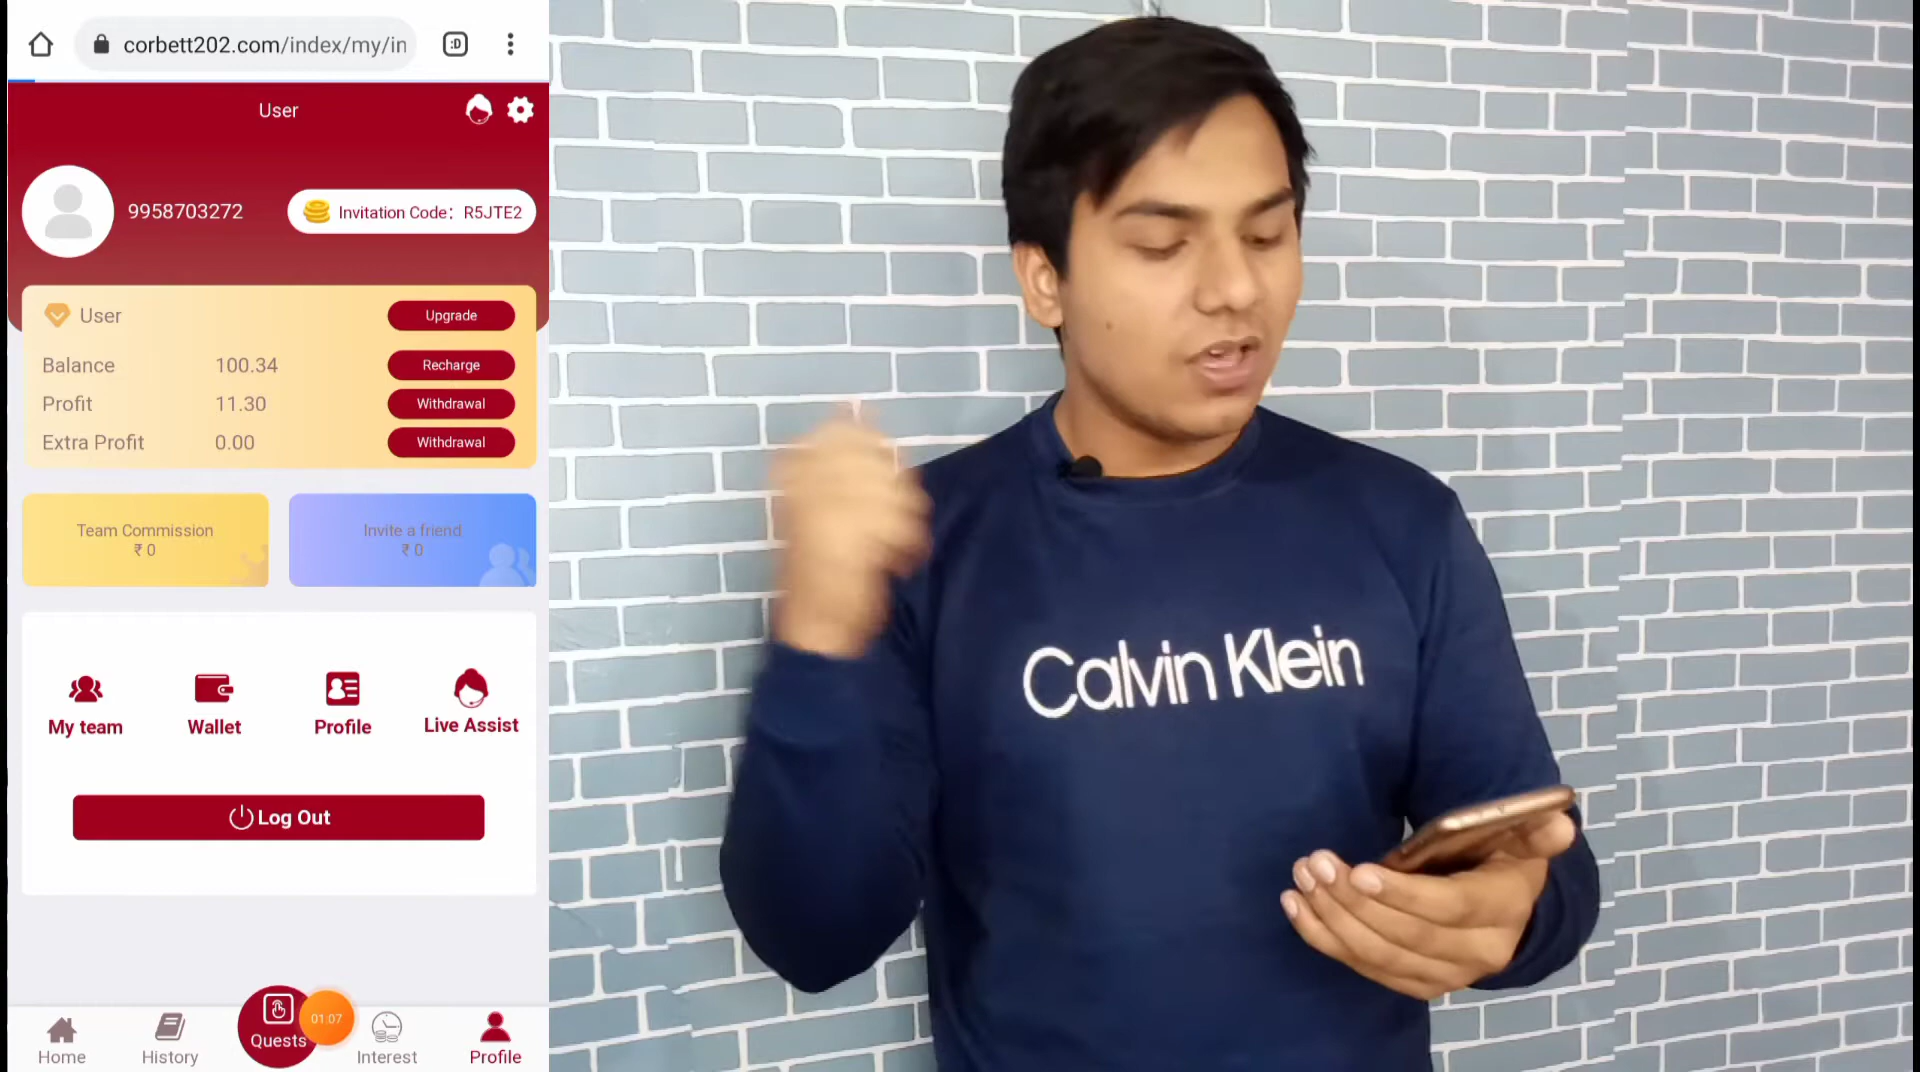 corbett202.com/index/my/in
:D
User
9958703272
Invitation Code: R5JTE2
User
Upgrade
Balance 100.34 Recharge
Profit 11.30 Withdrawal
Extra Profit 0.00 Withdrawal
Team Commission
₹ 0
Invite a friend
₹ 0
My team
Wallet
Profile
Live Assist
Log Out
Home
History
Quests
01:07
Interest
Profile
Calvin Klein